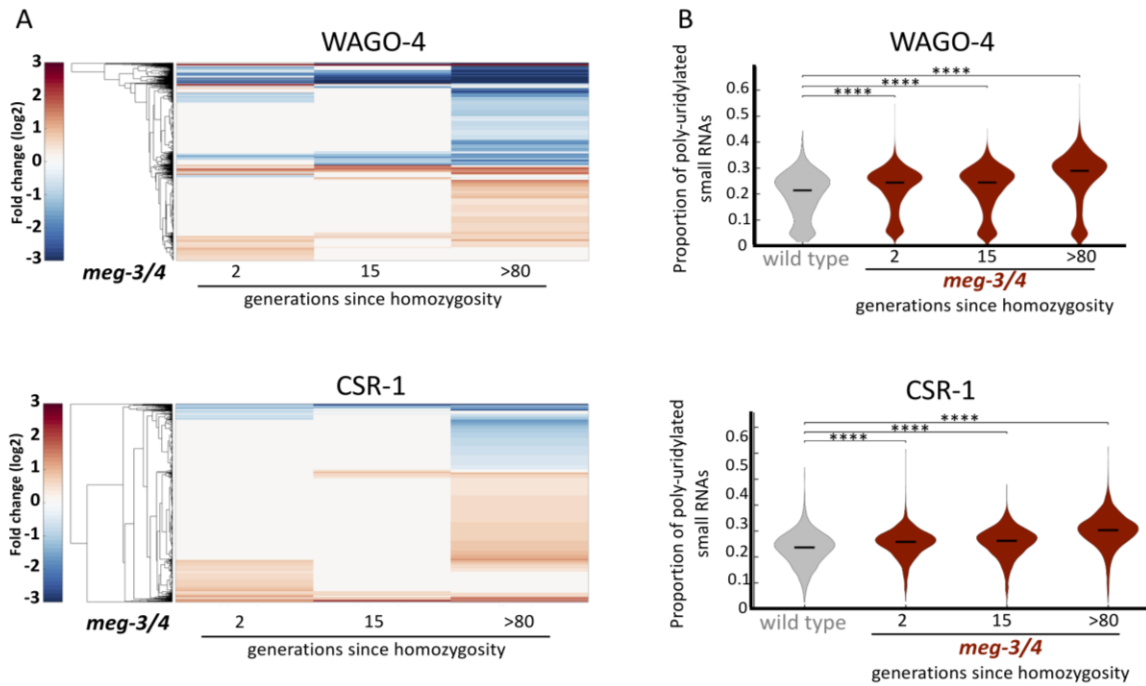 A
WAGO-4
Fold change (log2)
3
2
1
0
-1
-2
-3
meg-3/4
2
15
>80
generations since homozygosity
B
WAGO-4
Proportion of poly-uridylated
small RNAs
0.6
0.5
0.4
0.3
0.2
0.1
0
****
****
****
wild type
2
15
>80
meg-3/4
generations since homozygosity
CSR-1
Fold change (log2)
3
2
1
0
-1
-2
-3
meg-3/4
2
15
>80
generations since homozygosity
CSR-1
Proportion of poly-uridylated
small RNAs
0.6
0.5
0.4
0.3
0.2
0.1
0
****
****
****
wild type
2
15
>80
meg-3/4
generations since homozygosity